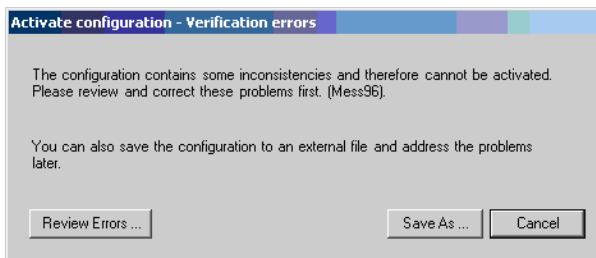 Activate configuration - Verification errors
The configuration contains some inconsistencies and therefore cannot be activated.
Please review and correct these problems first. (Mess96).
You can also save the configuration to an external file and address the problems
later.
Review Errors ...
Save As ...
Cancel